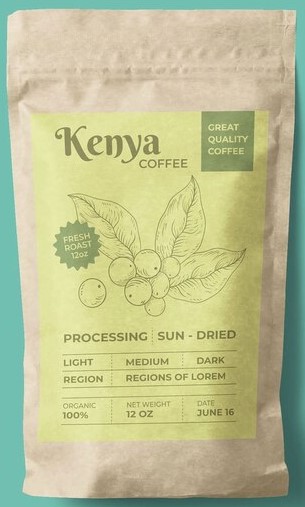 Kenya
COFFEE
GREAT
QUALITY
COFFEE
FRESH
ROAST
12oz
PROCESSING SUN - DRIED
LIGHT MEDIUM DARK
REGION REGIONS OF LOREM
ORGANIC NET WEIGHT DATE
100% 12 OZ JUNE 16